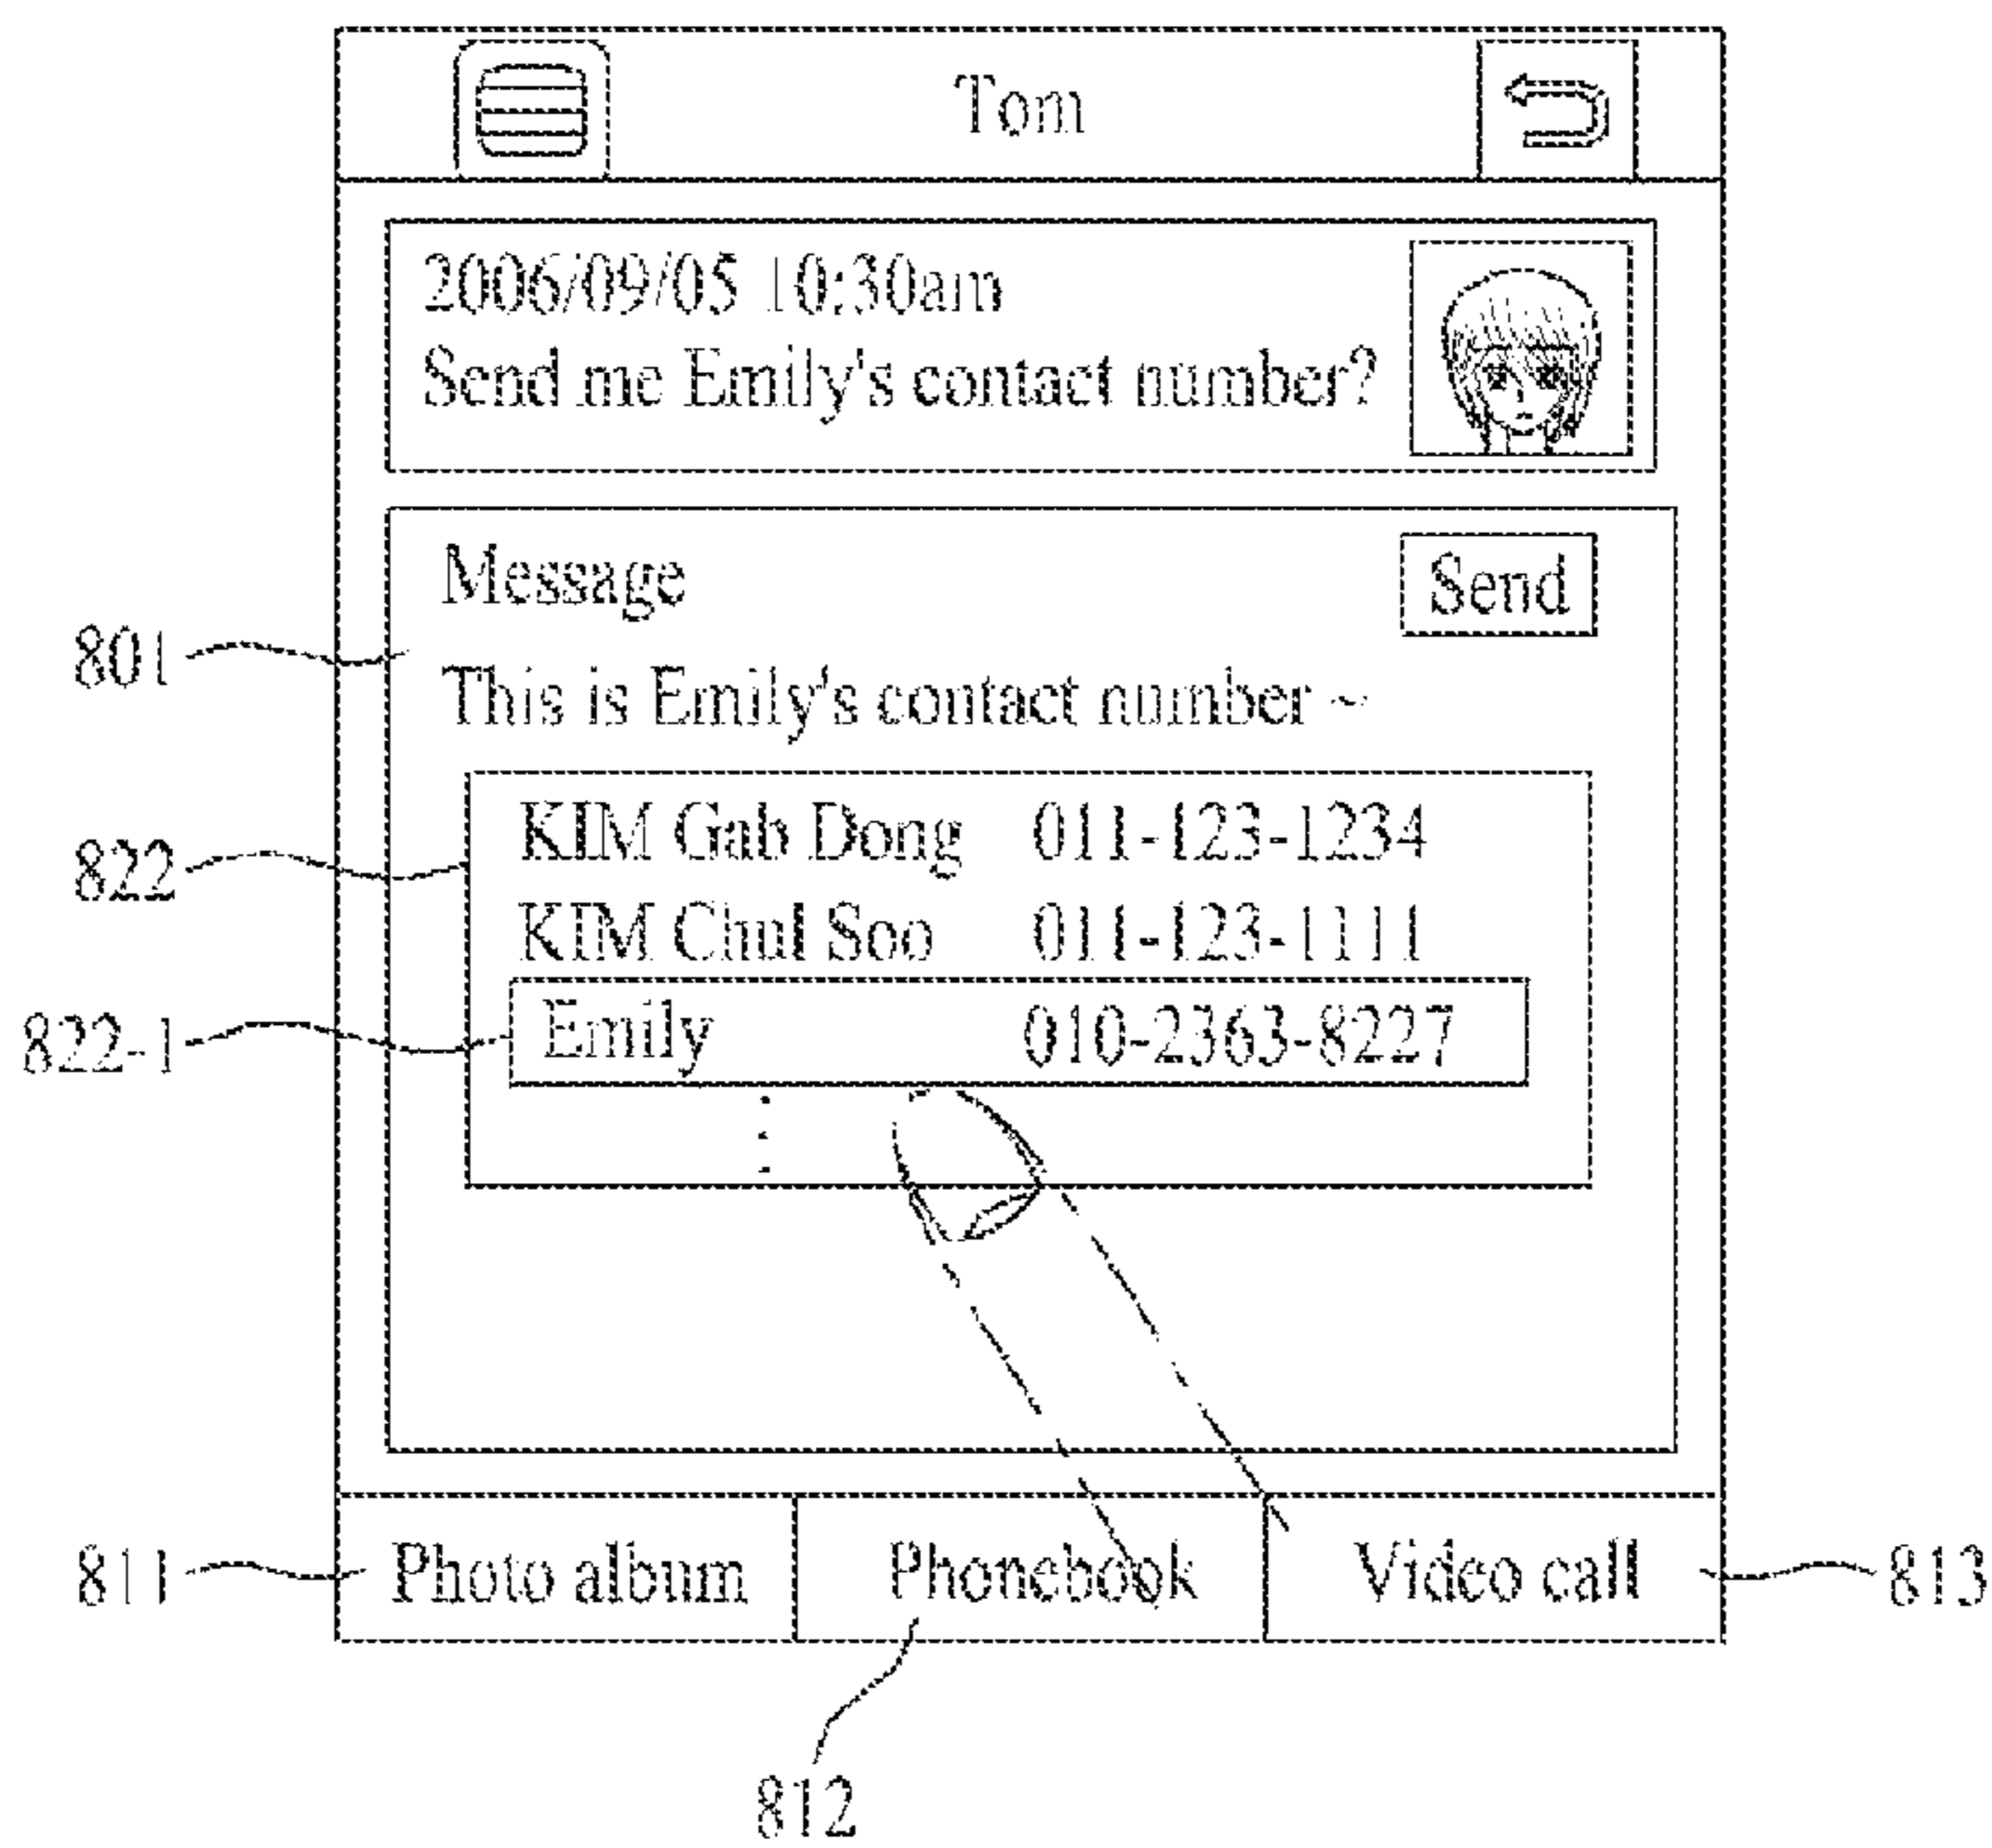 Tom
2006/09/05 10:30am
Send me Emily's contact number?
Message
Send
801
This is Emily's contact number ~
KIM Gab Dong 011-123-1234
822
KIM Chul Soo 011-123-1111
822-1 Emily 010-2363-8227
811 Photo album Phonebook Video call 813
812